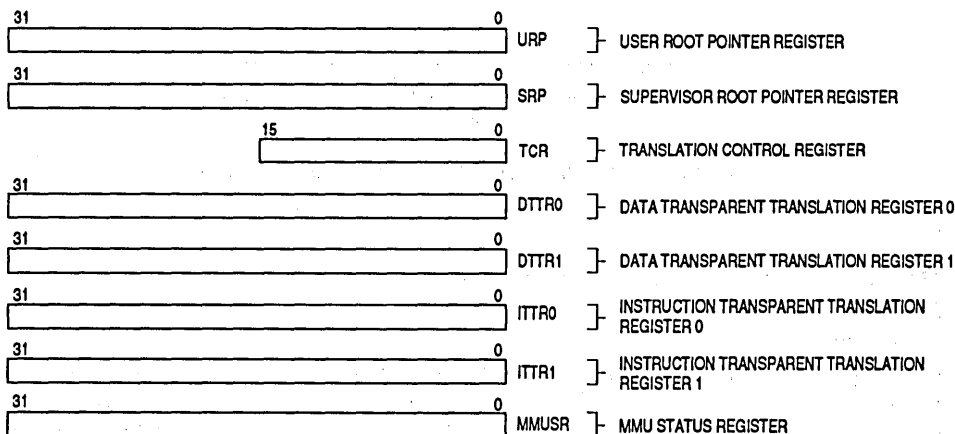 31 0
URP } USER ROOT POINTER REGISTER
31 0
SRP } SUPERVISOR ROOT POINTER REGISTER
15 0
TCR } TRANSLATION CONTROL REGISTER
31 0
DTTR0 } DATA TRANSPARENT TRANSLATION REGISTER 0
31 0
DTTR1 } DATA TRANSPARENT TRANSLATION REGISTER 1
31 0
ITTR0 } INSTRUCTION TRANSPARENT TRANSLATION
REGISTER 0
31 0
ITTR1 } INSTRUCTION TRANSPARENT TRANSLATION
REGISTER 1
31 0
MMUSR } MMU STATUS REGISTER